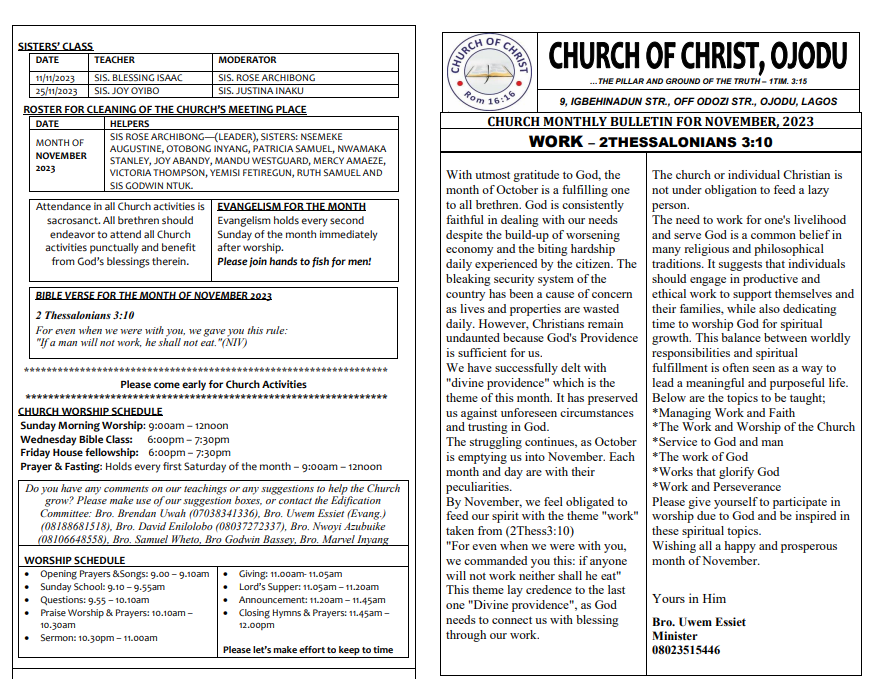 SISTERS' CLASS
DATE TEACHER MODERATOR
11/11/2023 SIS. BLESSING ISAAC SIS. ROSE ARCHIBONG
25/11/2023 SIS. JOY OYIBO SIS. JUSTINA INAKU
ROSTER FOR CLEANING OF THE CHURCH'S MEETING PLACE
DATE HELPERS
MONTH OF
NOVEMBER
2023
SIS ROSE ARCHIBONG—(LEADER), SISTERS: NSEMEKE
AUGUSTINE, OTOBONG INYANG, PATRICIA SAMUEL, NWAMAKA
STANLEY, JOY ABANDY, MANDU WESTGUARD, MERCY AMAEZE,
VICTORIA THOMPSON, YEMISI FETIREGUN, RUTH SAMUEL AND
SIS GODWIN NTUK.
Attendance in all Church activities is
sacrosanct. All brethren should
endeavor to attend all Church
activities punctually and benefit
from God's blessings therein.
EVANGELISM FOR THE MONTH
Evangelism holds every second
Sunday of the month immediately
after worship.
Please join hands to fish for men!
BIBLE VERSE FOR THE MONTH OF NOVEMBER 2023
2 Thessalonians 3:10
For even when we were with you, we gave you this rule:
"If a man will not work, he shall not eat."(NIV)
****************************************************************
Please come early for Church Activities
****************************************************************
CHURCH WORSHIP SCHEDULE
Sunday Morning Worship: 9:00am – 12noon
Wednesday Bible Class: 6:00pm – 7:30pm
Friday House fellowship: 6:00pm – 7:30pm
Prayer & Fasting: Holds every first Saturday of the month – 9:00am – 12noon
Do you have any comments on our teachings or any suggestions to help the Church
grow? Please make use of our suggestion boxes, or contact the Edification
Committee: Bro. Brendan Uwah (07038341336), Bro. Uwem Essiet (Evang.)
(08188681518), Bro. David Enilolobo (08037272337), Bro. Nwoyi Azubuike
(08106648558), Bro. Samuel Wheto, Bro Godwin Bassey, Bro. Marvel Inyang
WORSHIP SCHEDULE
• Opening Prayers &Songs: 9.00 – 9.10am
• Sunday School: 9.10 – 9.55am
• Questions: 9.55 – 10.10am
• Praise Worship & Prayers: 10.10am –
10.30am
• Sermon: 10.30pm – 11.00am
• Giving: 11.00am- 11.05am
• Lord's Supper: 11.05am – 11.20am
• Announcement: 11.20am – 11.45am
• Closing Hymns & Prayers: 11.45am –
12.00pm
Please let's make effort to keep to time
CHURCH OF CHRIST
Rom 16:16
CHURCH OF CHRIST, OJODU
...THE PILLAR AND GROUND OF THE TRUTH – 1TIM. 3:15
9, IGBEHINADUN STR., OFF ODOZI STR., OJODU, LAGOS
CHURCH MONTHLY BULLETIN FOR NOVEMBER, 2023
WORK – 2THESSALONIANS 3:10
With utmost gratitude to God, the
month of October is a fulfilling one
to all brethren. God is consistently
faithful in dealing with our needs
despite the build-up of worsening
economy and the biting hardship
daily experienced by the citizen. The
bleaking security system of the
country has been a cause of concern
as lives and properties are wasted
daily. However, Christians remain
undaunted because God's Providence
is sufficient for us.
We have successfully delt with
"divine providence" which is the
theme of this month. It has preserved
us against unforeseen circumstances
and trusting in God.
The struggling continues, as October
is emptying us into November. Each
month and day are with their
peculiarities.
By November, we feel obligated to
feed our spirit with the theme "work"
taken from (2Thess3:10)
"For even when we were with you,
we commanded you this: if anyone
will not work neither shall he eat"
This theme lay credence to the last
one "Divine providence", as God
needs to connect us with blessing
through our work.
The church or individual Christian is
not under obligation to feed a lazy
person.
The need to work for one's livelihood
and serve God is a common belief in
many religious and philosophical
traditions. It suggests that individuals
should engage in productive and
ethical work to support themselves and
their families, while also dedicating
time to worship God for spiritual
growth. This balance between worldly
responsibilities and spiritual
fulfillment is often seen as a way to
lead a meaningful and purposeful life.
Below are the topics to be taught;
*Managing Work and Faith
*The Work and Worship of the Church
*Service to God and man
*The work of God
*Works that glorify God
*Work and Perseverance
Please give yourself to participate in
worship due to God and be inspired in
these spiritual topics.
Wishing all a happy and prosperous
month of November.
Yours in Him
Bro. Uwem Essiet
Minister
08023515446